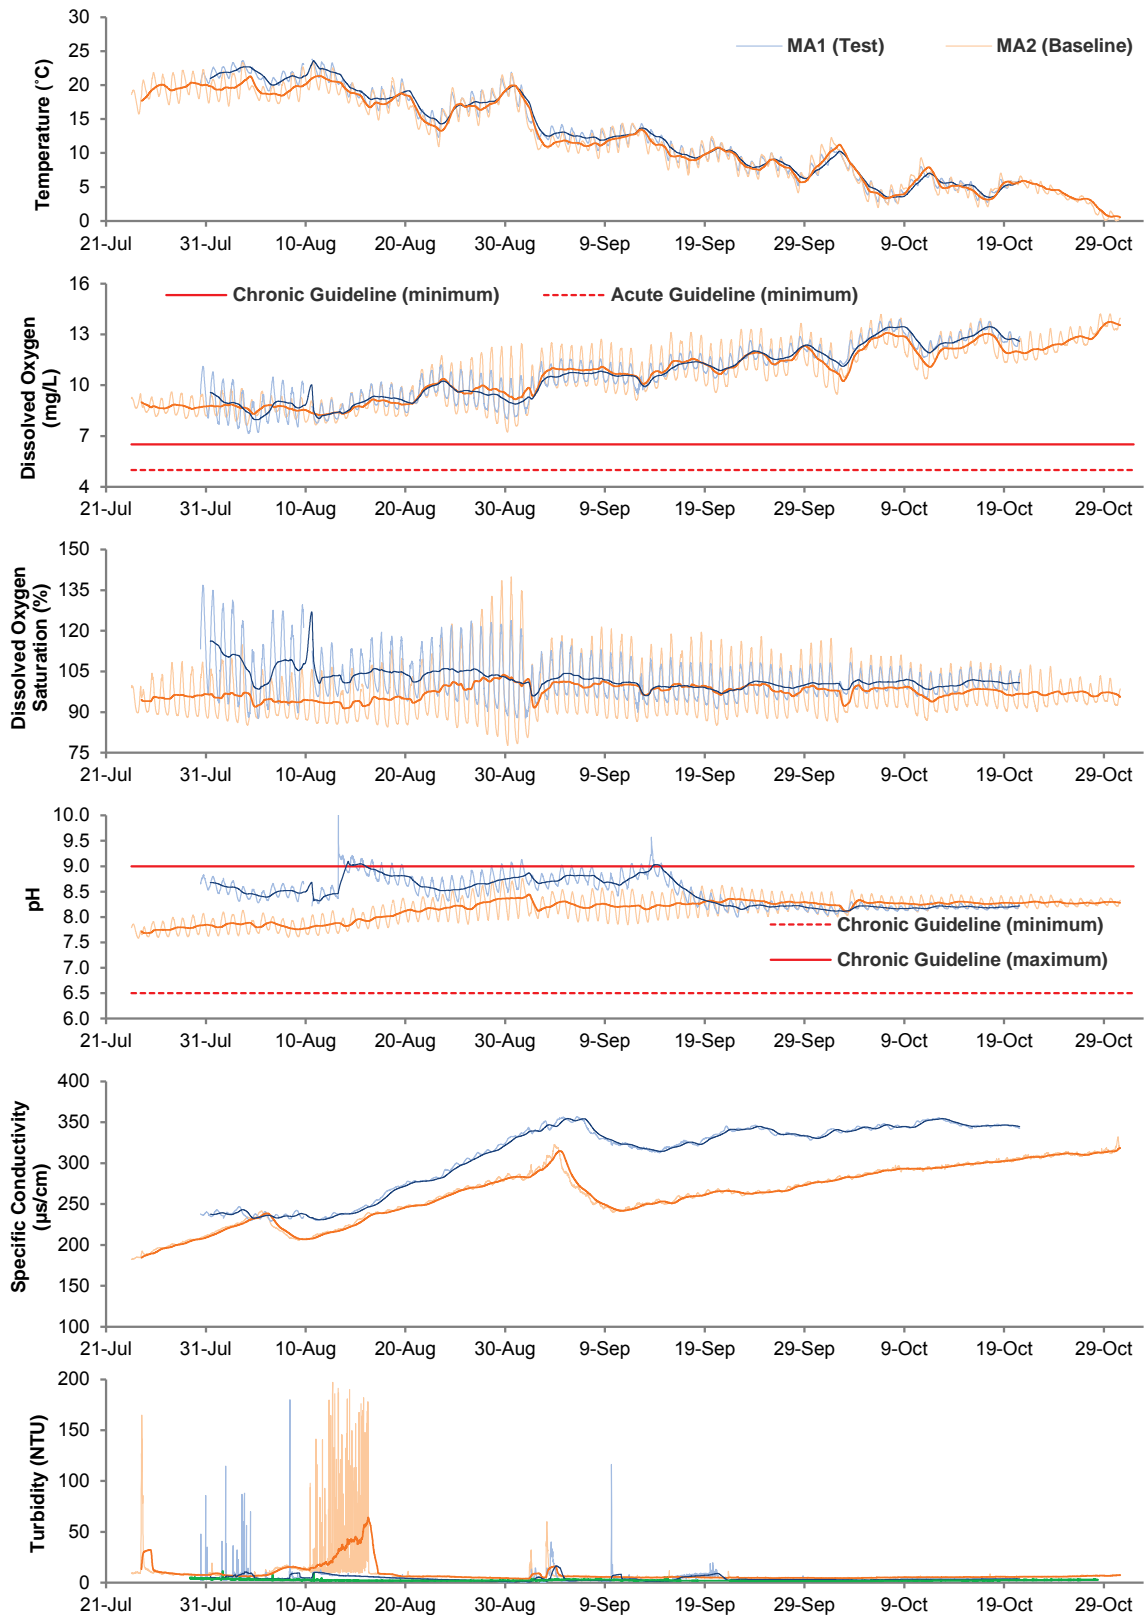 30
25
20
15
10
5
0
Temperature (°C)
MA1 (Test)
MA2 (Baseline)
21-Jul 31-Jul 10-Aug 20-Aug 30-Aug 9-Sep 19-Sep 29-Sep 9-Oct 19-Oct 29-Oct
16
13
10
7
4
Dissolved Oxygen
(mg/L)
Chronic Guideline (minimum)
Acute Guideline (minimum)
21-Jul 31-Jul 10-Aug 20-Aug 30-Aug 9-Sep 19-Sep 29-Sep 9-Oct 19-Oct 29-Oct
150
135
120
105
90
75
Dissolved Oxygen
Saturation (%)
21-Jul 31-Jul 10-Aug 20-Aug 30-Aug 9-Sep 19-Sep 29-Sep 9-Oct 19-Oct 29-Oct
10.0
9.5
9.0
8.5
8.0
7.5
7.0
6.5
6.0
pH
Chronic Guideline (minimum)
Chronic Guideline (maximum)
21-Jul 31-Jul 10-Aug 20-Aug 30-Aug 9-Sep 19-Sep 29-Sep 9-Oct 19-Oct 29-Oct
400
350
300
250
200
150
100
Specific Conductivity
(µs/cm)
21-Jul 31-Jul 10-Aug 20-Aug 30-Aug 9-Sep 19-Sep 29-Sep 9-Oct 19-Oct 29-Oct
200
150
100
50
0
Turbidity (NTU)
21-Jul 31-Jul 10-Aug 20-Aug 30-Aug 9-Sep 19-Sep 29-Sep 9-Oct 19-Oct 29-Oct